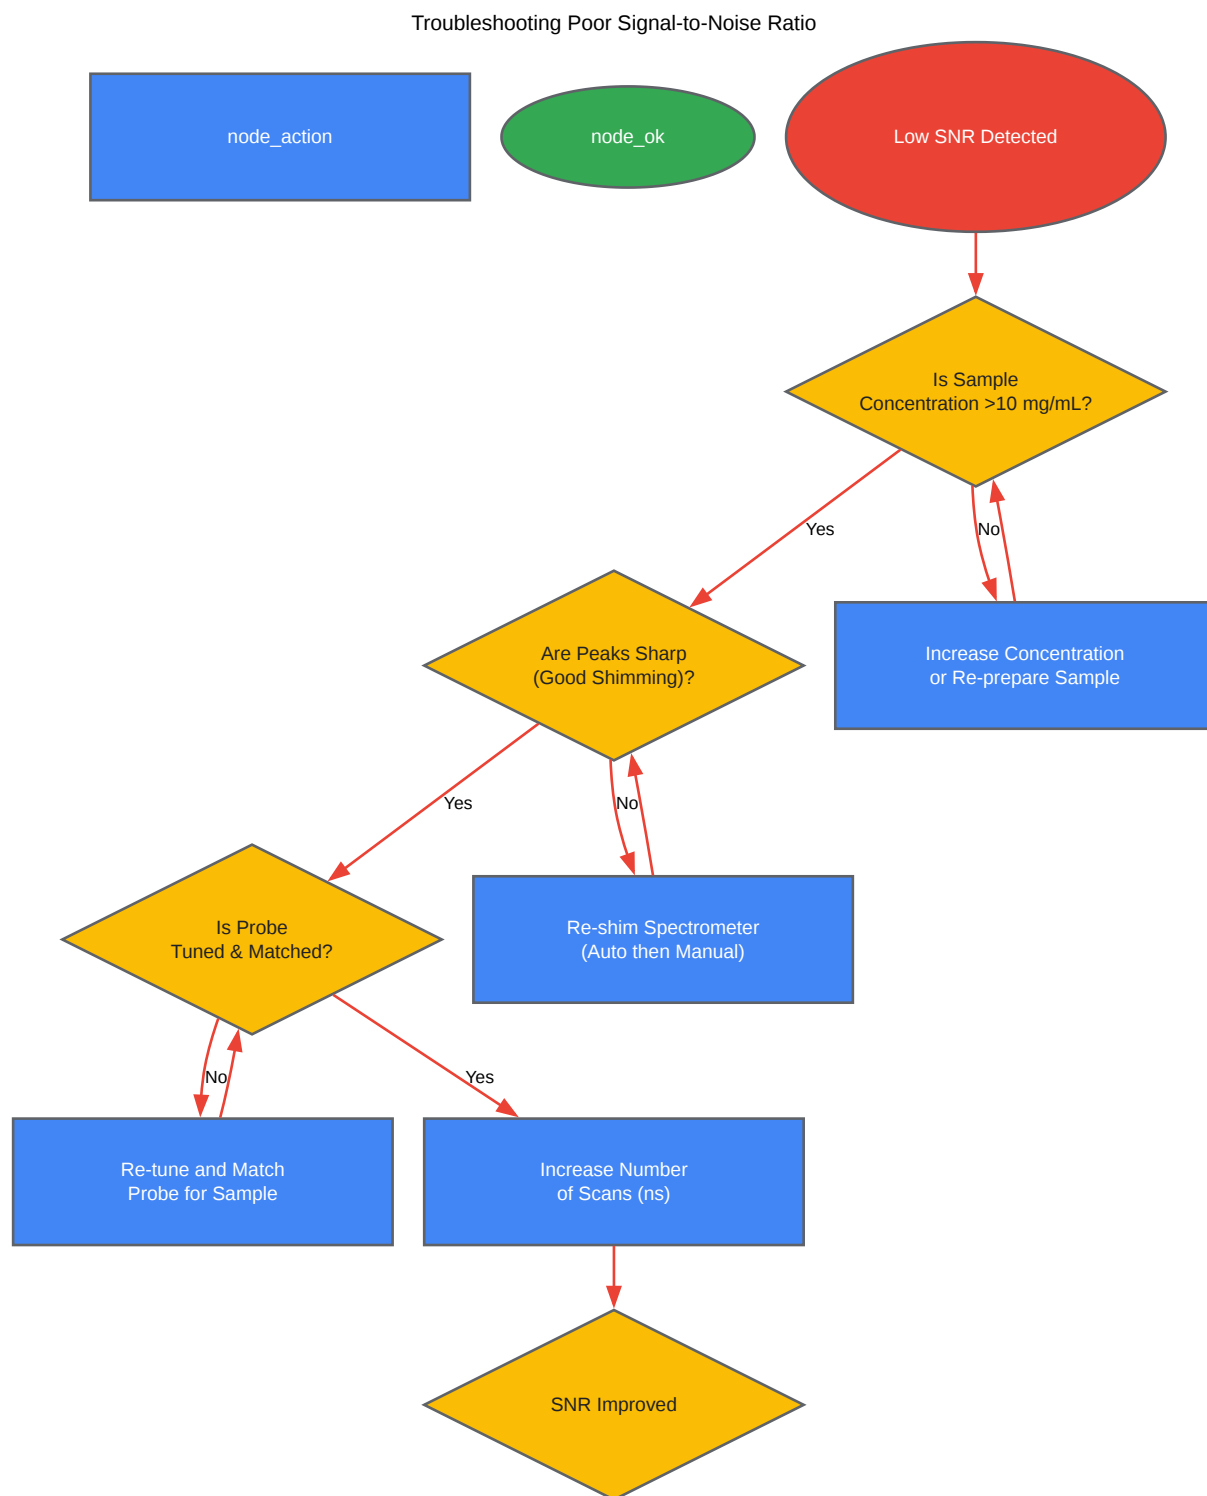 Troubleshooting Poor Signal-to-Noise Ratio
node_action
node_ok
Low SNR Detected
Is Sample
Concentration >10 mg/mL?
Yes
No
Are Peaks Sharp
(Good Shimming)?
Increase Concentration
or Re-prepare Sample
Yes
No
Is Probe
Tuned & Matched?
Re-shim Spectrometer
(Auto then Manual)
No
Yes
Re-tune and Match
Probe for Sample
Increase Number
of Scans (ns)
SNR Improved